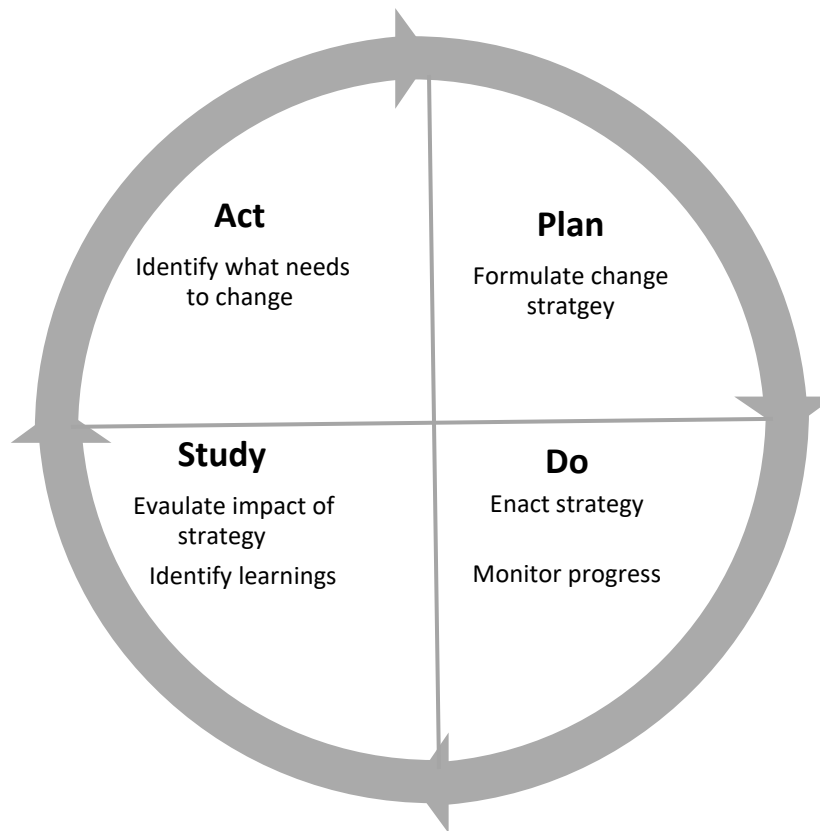 Act
Identify what needs
to change
Plan
Formulate change
stratgey
Study
Evaulate impact of
strategy
Identify learnings
Do
Enact strategy
Monitor progress